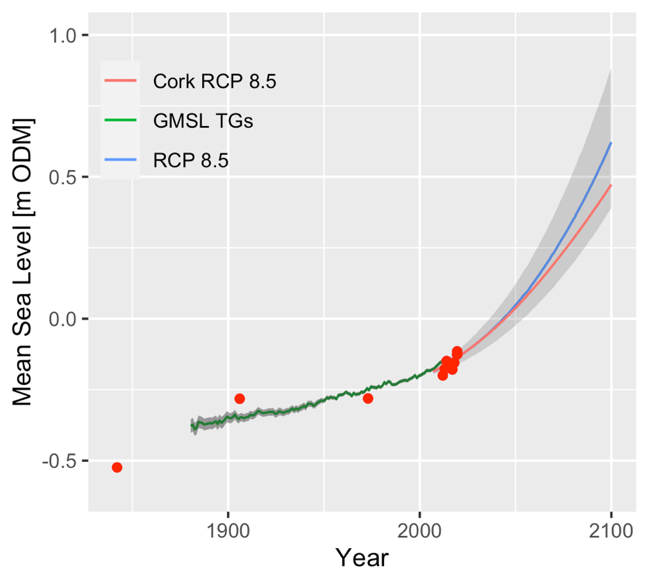 1.0
Cork RCP 8.5
GMSL TGs
RCP 8.5
0.5
Mean Sea Level [m ODM]
0.0
-0.5
1900
2000
2100
Year